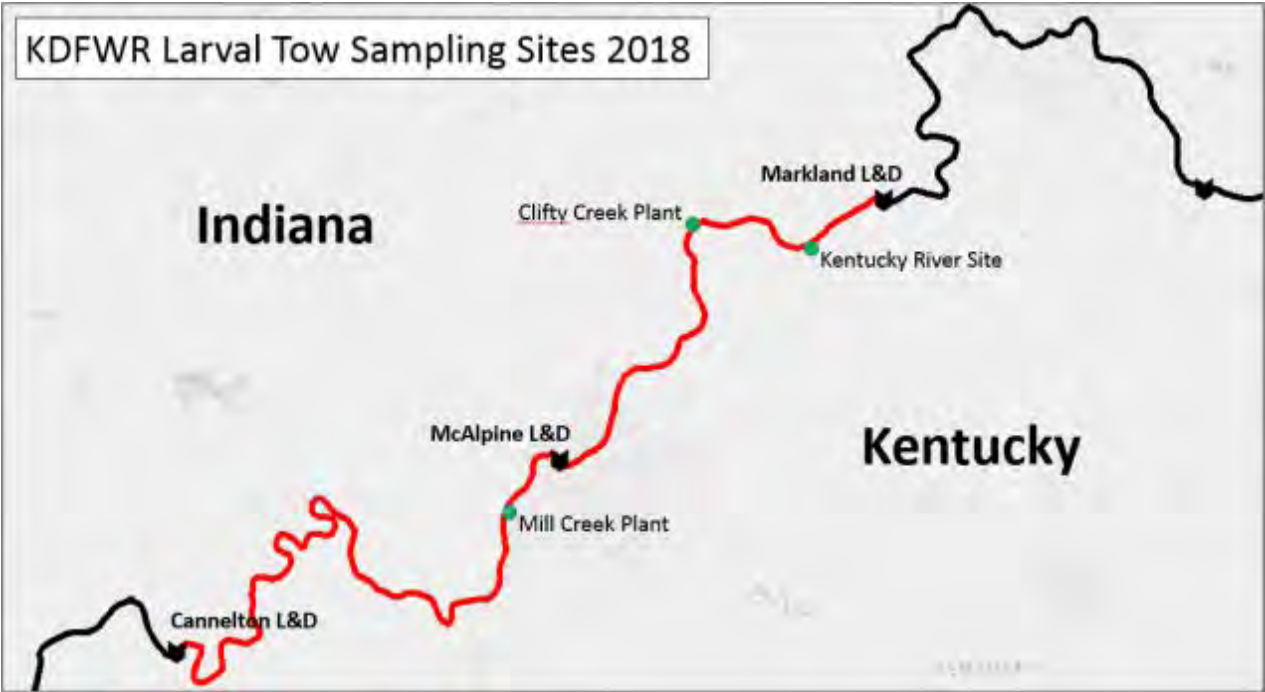 KDFWR Larval Tow Sampling Sites 2018
Markland L&D
Clifty Creek Plant
Indiana
Kentucky River Site
McAlpine L&D
Kentucky
Mill Creek Plant
Cannelton L&D